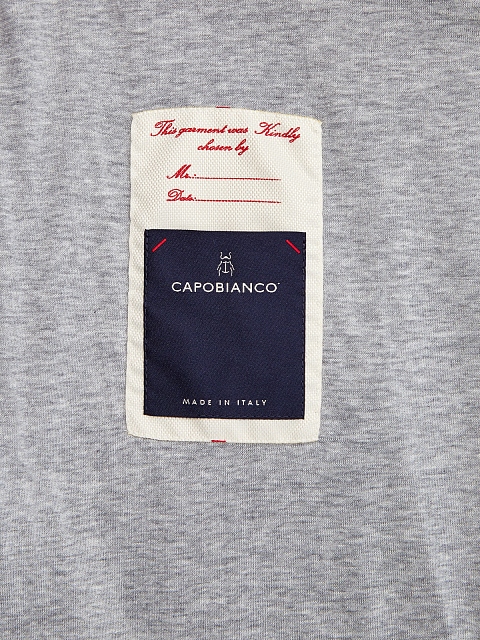 This garment was Kindly
chosen by
Mr.:
Date:
CAPOBIANCO
MADE IN ITALY